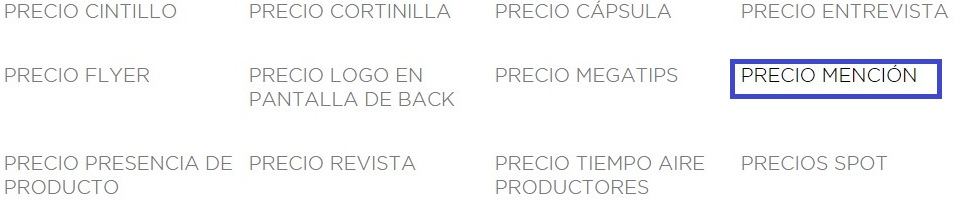 PRECIO CINTILLO
PRECIO CORTINILLA
PRECIO CÁPSULA
PRECIO ENTREVISTA
PRECIO FLYER
PRECIO LOGO EN
PANTALLA DE BACK
PRECIO MEGATIPS
PRECIO MENCIÓN
PRECIO PRESENCIA DE
PRODUCTO
PRECIO REVISTA
PRECIO TIEMPO AIRE
PRODUCTORES
PRECIOS SPOT